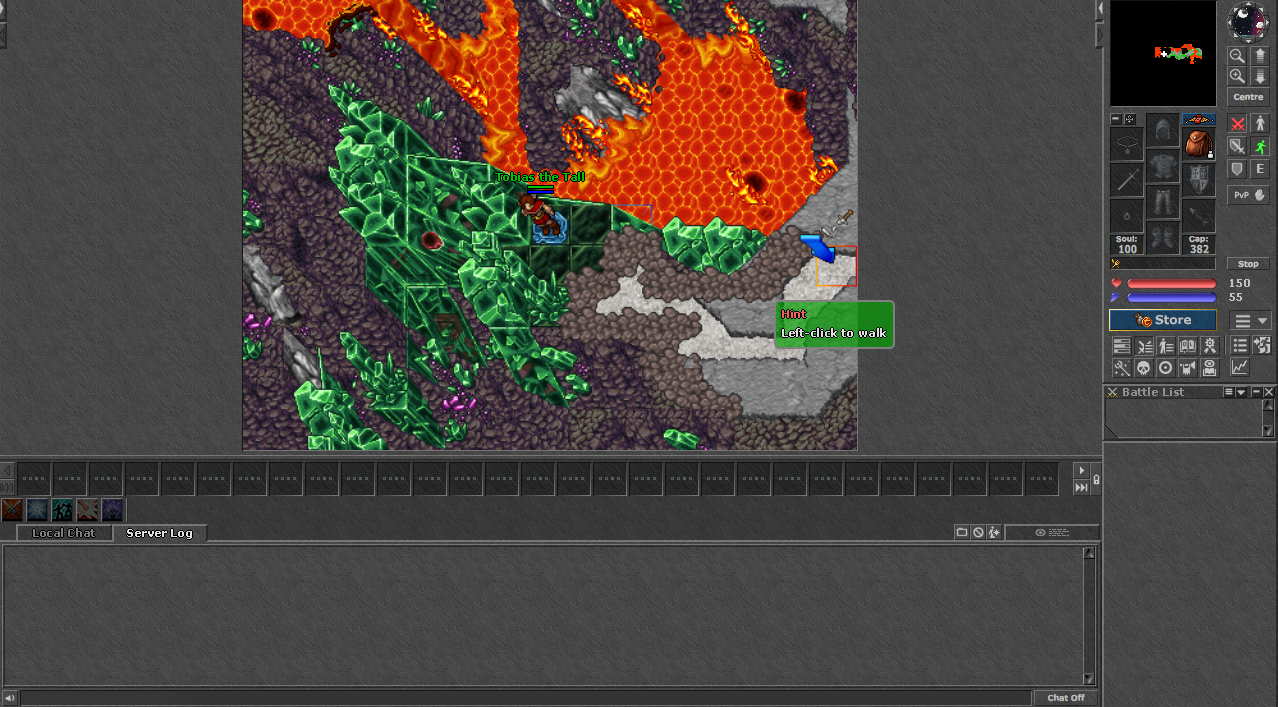 Tobias the Tall
Hint
Left-click to walk
Centre
E
PvP
Soul:
100
Cap:
382
Stop
150
55
Store
Battle List
Local Chat
Server Log
Chat Off